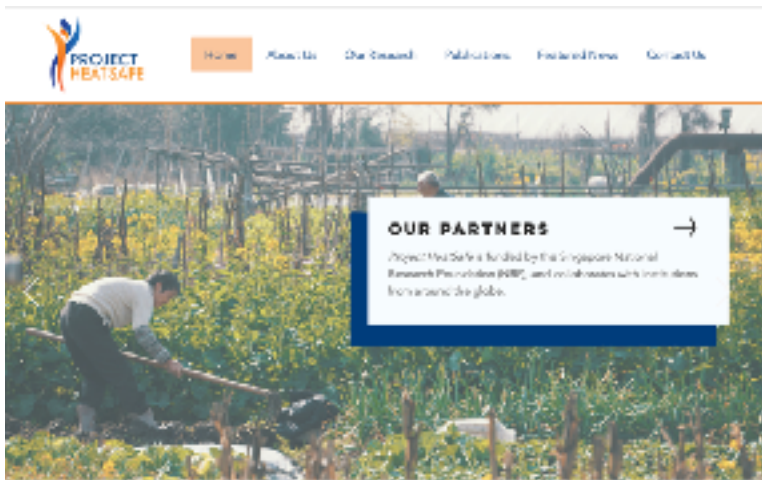 PROJECT
HEATSAFE
Home
About Us
Our Research
Publications
Featured News
Contact Us
OUR PARTNERS
Project HeatSafe is funded by the Singapore National
Research Foundation (NRF), and collaborates with institutions
from around the globe.